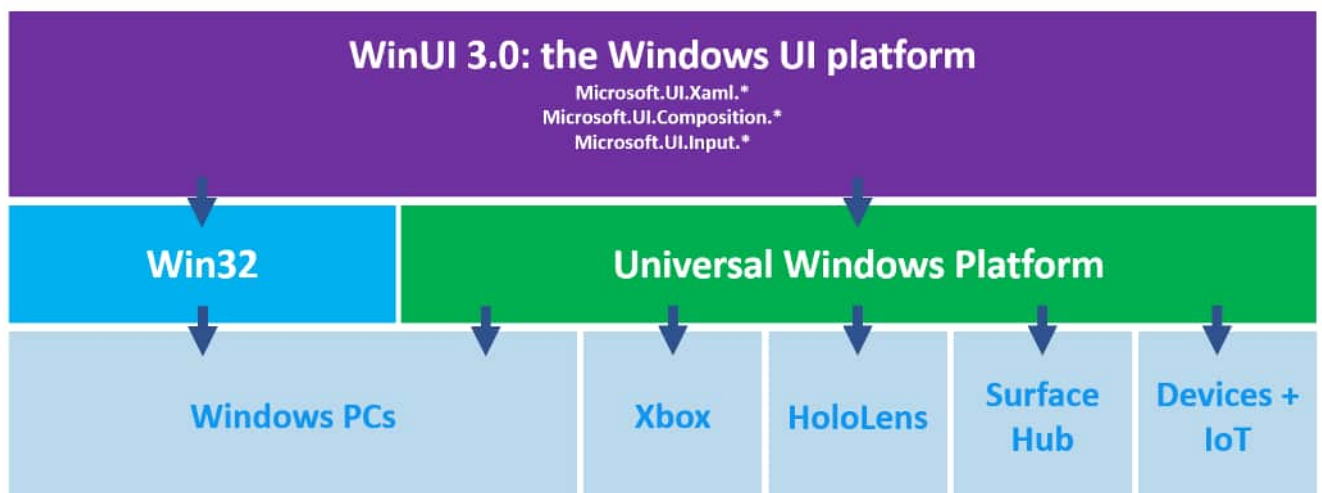 WinUI 3.0: the Windows UI platform
Microsoft.UI.Xaml.*
Microsoft.UI.Composition.*
Microsoft.UI.Input.*
Win32
Universal Windows Platform
Windows PCs
Xbox
HoloLens
Surface
Hub
Devices +
IoT